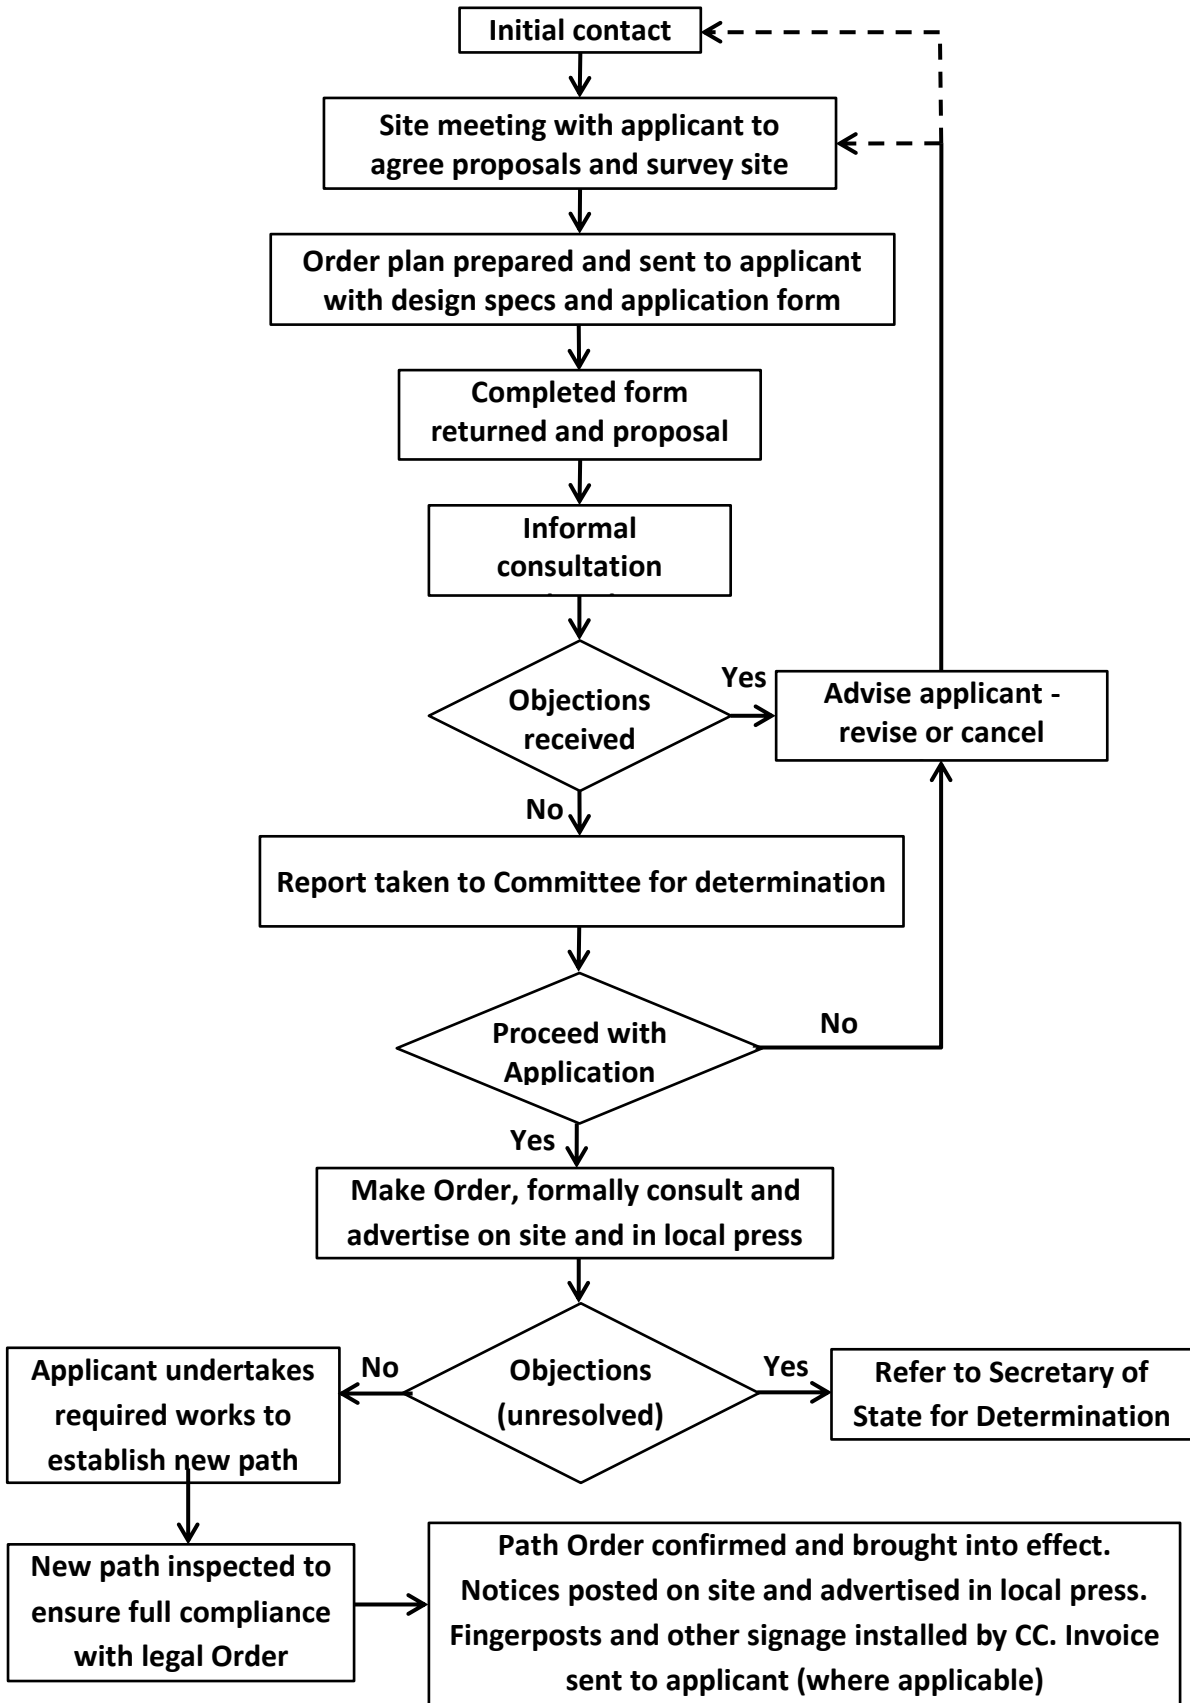 Initial contact
Site meeting with applicant to
agree proposals and survey site
Order plan prepared and sent to applicant
with design specs and application form
Completed form
returned and proposal
Informal
consultation
Objections
received
Yes
Advise applicant -
revise or cancel
No
Report taken to Committee for determination
Proceed with
Application
No
Yes
Make Order, formally consult and
advertise on site and in local press
Objections
(unresolved)
No
Yes
Applicant undertakes
required works to
establish new path
Refer to Secretary of
State for Determination
New path inspected to
ensure full compliance
with legal Order
Path Order confirmed and brought into effect.
Notices posted on site and advertised in local press.
Fingerposts and other signage installed by CC. Invoice
sent to applicant (where applicable)